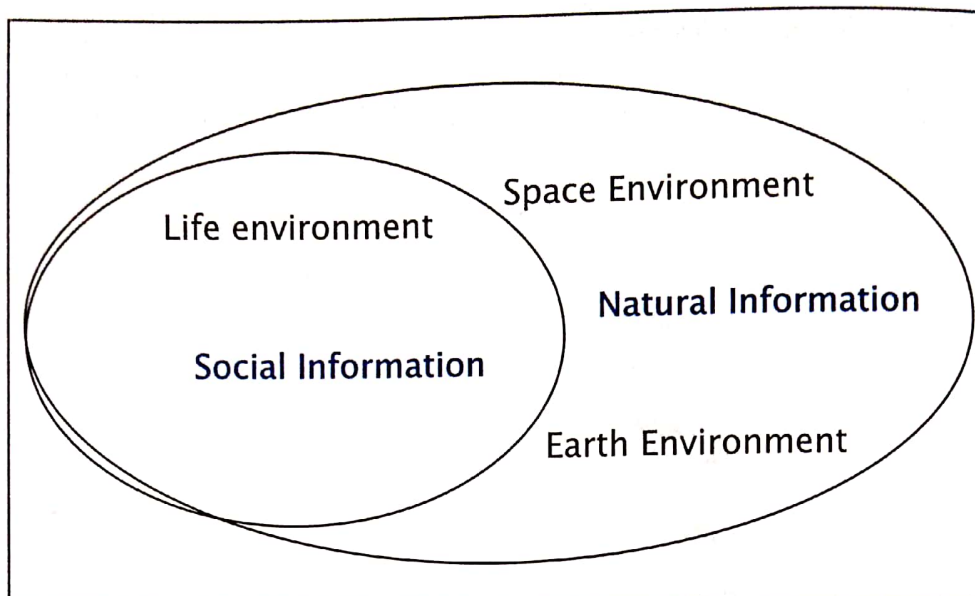 Space Environment
Life environment
Natural Information
Social Information
Earth Environment